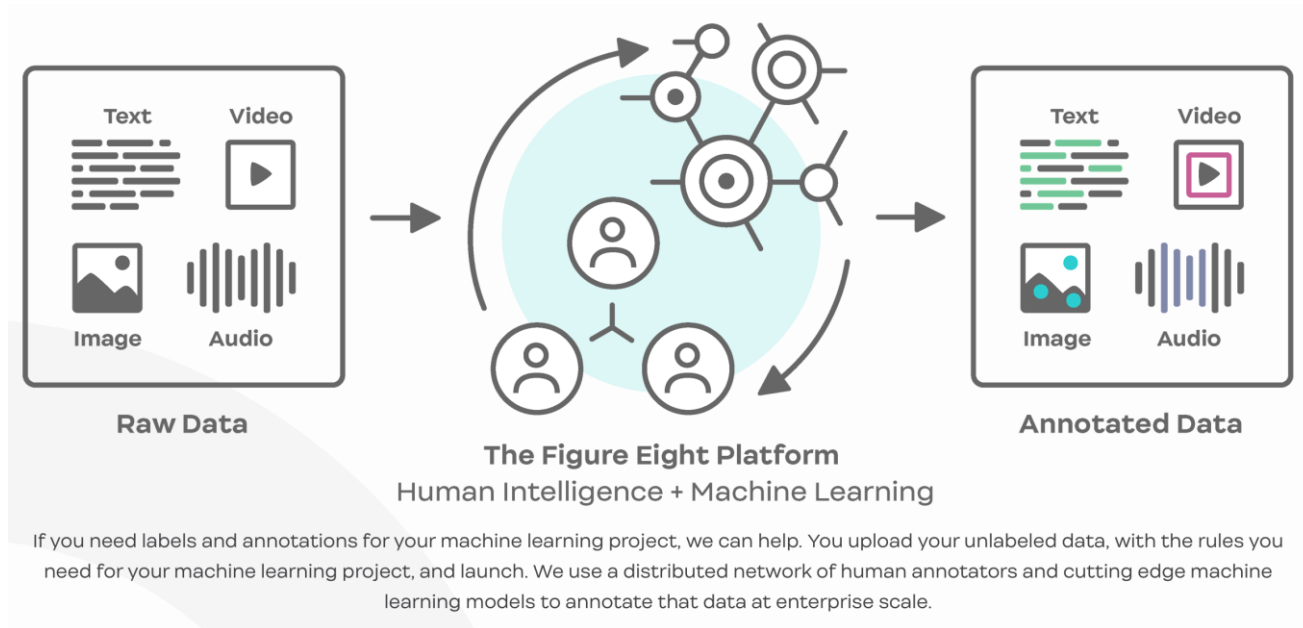 Text
Video
Image
Audio
Raw Data
The Figure Eight Platform
Human Intelligence + Machine Learning
Text
Video
Image
Audio
Annotated Data
If you need labels and annotations for your machine learning project, we can help. You upload your unlabeled data, with the rules you
need for your machine learning project, and launch. We use a distributed network of human annotators and cutting edge machine
learning models to annotate that data at enterprise scale.